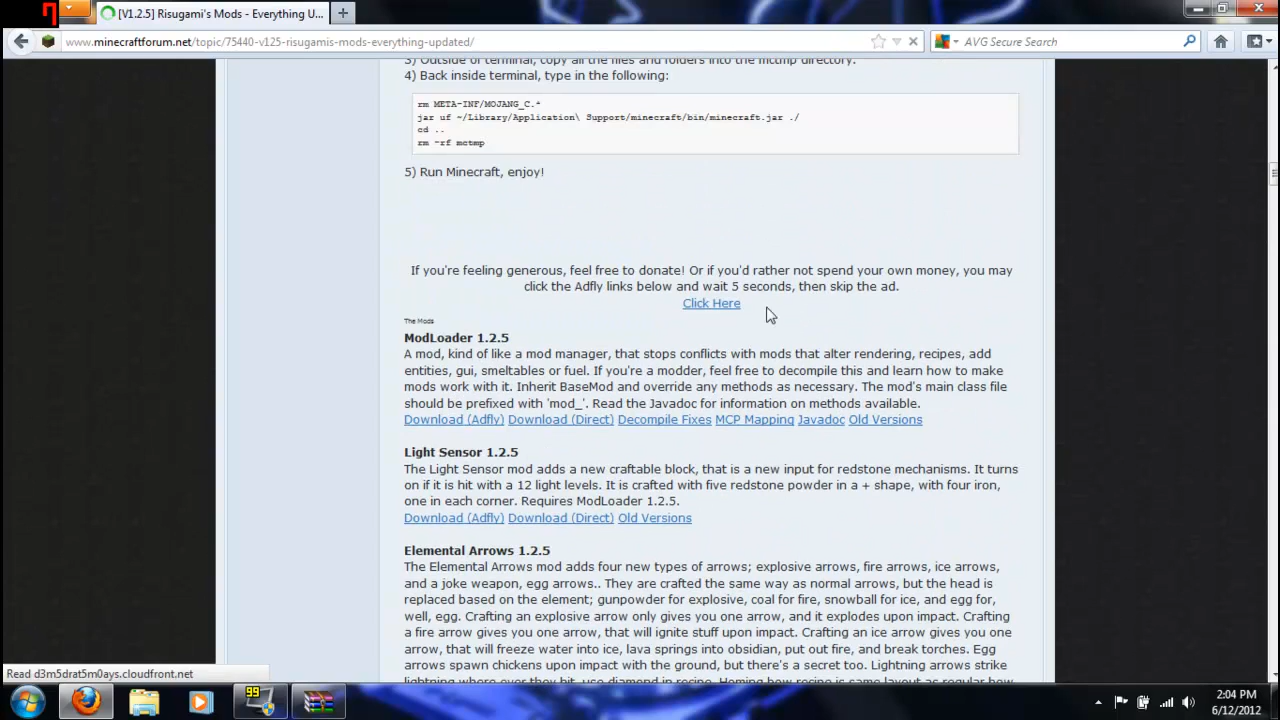 [V1.2.5] Risugami's Mods - Everything U...
www.minecraftforum.net/topic/75440-v125-risugamis-mods-everything-updated/
AVG Secure Search
3) Outside of terminal, copy all the files and folders into the mctmp directory.
4) Back inside terminal, type in the following:
rm META-INF/MOJANG_C.*
jar uf ~/Library/Application\ Support/minecraft/bin/minecraft.jar ./
cd ..
rm -rf mctmp
5) Run Minecraft, enjoy!
If you're feeling generous, feel free to donate! Or if you'd rather not spend your own money, you may
click the Adfly links below and wait 5 seconds, then skip the ad.
Click Here
The Mods
ModLoader 1.2.5
A mod, kind of like a mod manager, that stops conflicts with mods that alter rendering, recipes, add
entities, gui, smeltables or fuel. If you're a modder, feel free to decompile this and learn how to make
mods work with it. Inherit BaseMod and override any methods as necessary. The mod's main class file
should be prefixed with 'mod_'. Read the Javadoc for information on methods available.
Download (Adfly) Download (Direct) Decompile Fixes MCP Mapping Javadoc Old Versions
Light Sensor 1.2.5
The Light Sensor mod adds a new craftable block, that is a new input for redstone mechanisms. It turns
on if it is hit with a 12 light levels. It is crafted with five redstone powder in a + shape, with four iron,
one in each corner. Requires ModLoader 1.2.5.
Download (Adfly) Download (Direct) Old Versions
Elemental Arrows 1.2.5
The Elemental Arrows mod adds four new types of arrows; explosive arrows, fire arrows, ice arrows,
and a joke weapon, egg arrows.. They are crafted the same way as normal arrows, but the head is
replaced based on the element; gunpowder for explosive, coal for fire, snowball for ice, and egg for,
well, egg. Crafting an explosive arrow only gives you one arrow, and it explodes upon impact. Crafting
a fire arrow gives you one arrow, that will ignite stuff upon impact. Crafting an ice arrow gives you one
arrow, that will freeze water into ice, lava springs into obsidian, put out fire, and break torches. Egg
arrows spawn chickens upon impact with the ground, but there's a secret too. Lightning arrows strike
lightning where ever they hit, use diamond in recipe. Homing bow recipe is same layout as regular bow
Read d3m5drat5m0ays.cloudfront.net
99
2:04 PM
6/12/2012